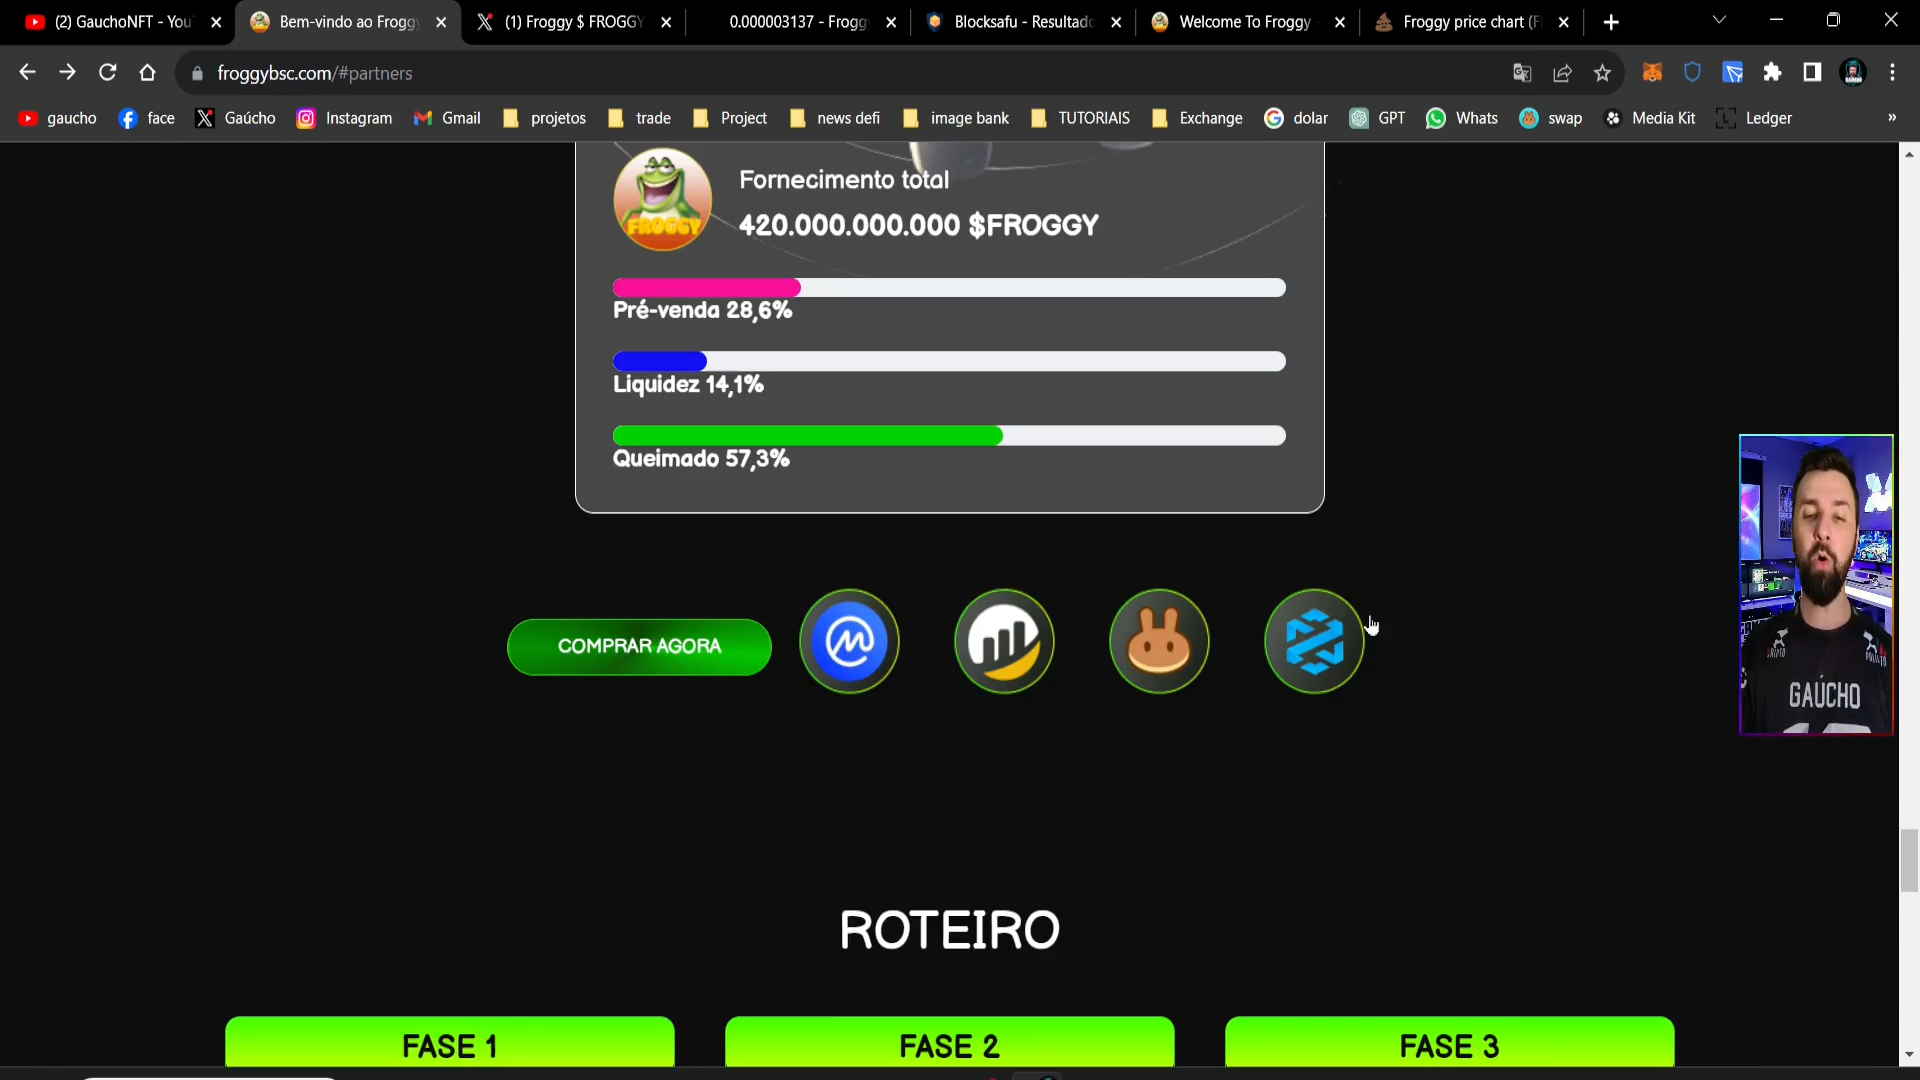 (2) GauchoNFT - You
Bem-vindo ao Froggy
(1) Froggy $ FROGGY
0.000003137 - Frogg
Blocksafu - Resultado
Welcome To Froggy
Froggy price chart (F
froggybsc.com/#partners
gaucho
face
Gaúcho
Instagram
Gmail
projetos
trade
Project
news defi
image bank
TUTORIAIS
Exchange
dolar
GPT
Whats
swap
Media Kit
Ledger
»
FROGGY
Fornecimento total
420.000.000.000 $FROGGY
Pré-venda 28,6%
Liquidez 14,1%
Queimado 57,3%
COMPRAR AGORA
GAÚCHO
ROTEIRO
FASE 1
FASE 2
FASE 3